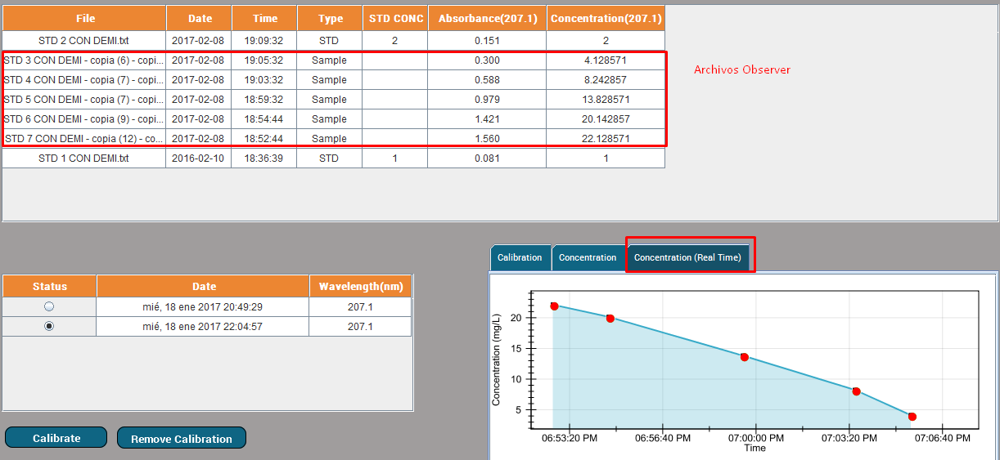 File Date Time Type STD CONC Absorbance(207.1) Concentration(207.1)
STD 2 CON DEMI.txt 2017-02-08 19:09:32 STD 2 0.151 2
STD 3 CON DEMI - copia (6) - copi... 2017-02-08 19:05:32 Sample 0.300 4.128571
STD 4 CON DEMI - copia (7) - copi... 2017-02-08 19:03:32 Sample 0.588 8.242857
STD 5 CON DEMI - copia (7) - copi... 2017-02-08 18:59:32 Sample 0.979 13.828571
STD 6 CON DEMI - copia (9) - copi... 2017-02-08 18:54:44 Sample 1.421 20.142857
STD 7 CON DEMI - copia (12) - co... 2017-02-08 18:52:44 Sample 1.560 22.128571
STD 1 CON DEMI.txt 2016-02-10 18:36:39 STD 1 0.081 1
Archivos Observer
Status Date Wavelength(nm)
mié, 18 ene 2017 20:49:29 207.1
mié, 18 ene 2017 22:04:57 207.1
Calibrate Remove Calibration
Calibration Concentration Concentration (Real Time)
Concentration (mg/L)
20
15
10
5
06:53:20 PM 06:56:40 PM 07:00:00 PM 07:03:20 PM 07:06:40 PM
Time